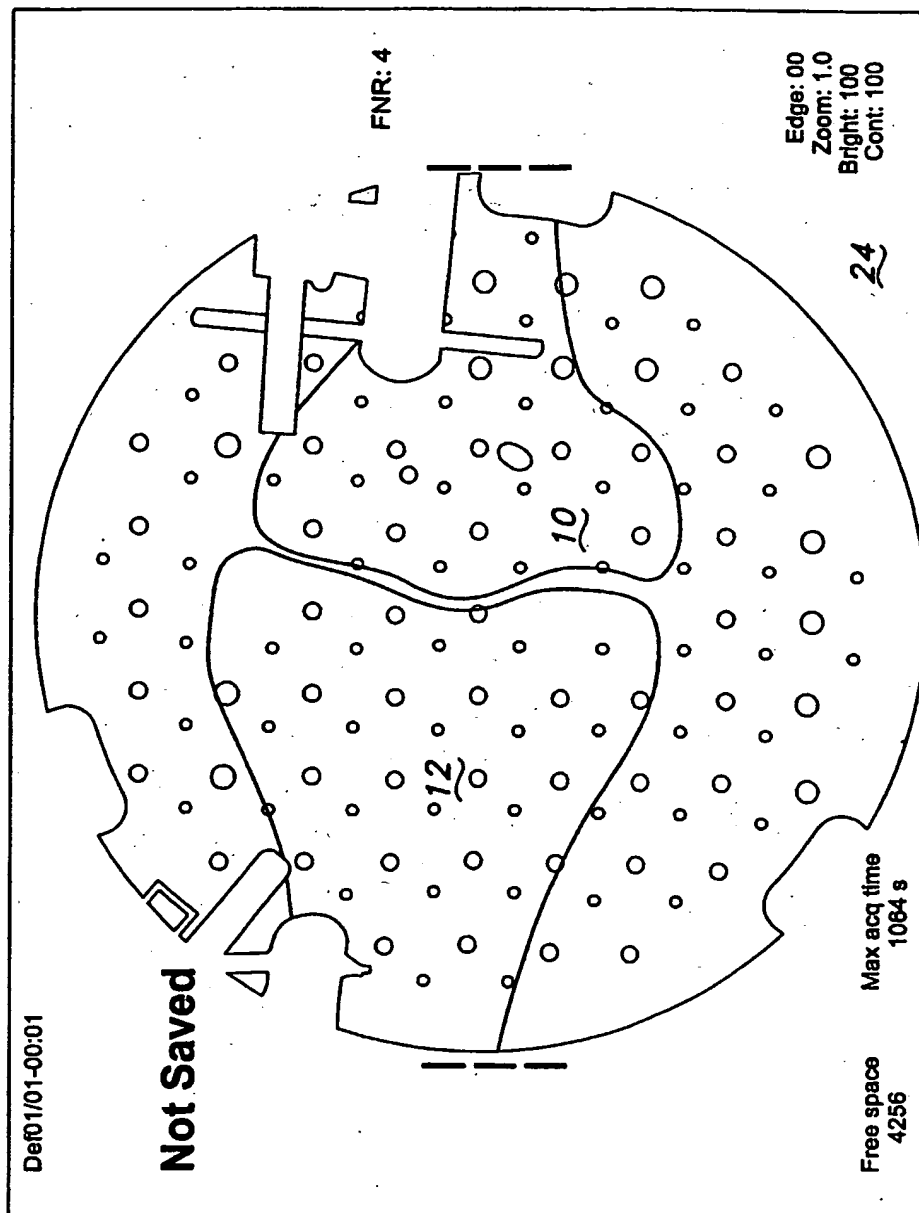 Def01/01-00:01
Not Saved
FNR: 4
12
10
24
Edge: 00
Zoom: 1.0
Bright: 100
Cont: 100
Free space
4256
Max acq time
1064 s